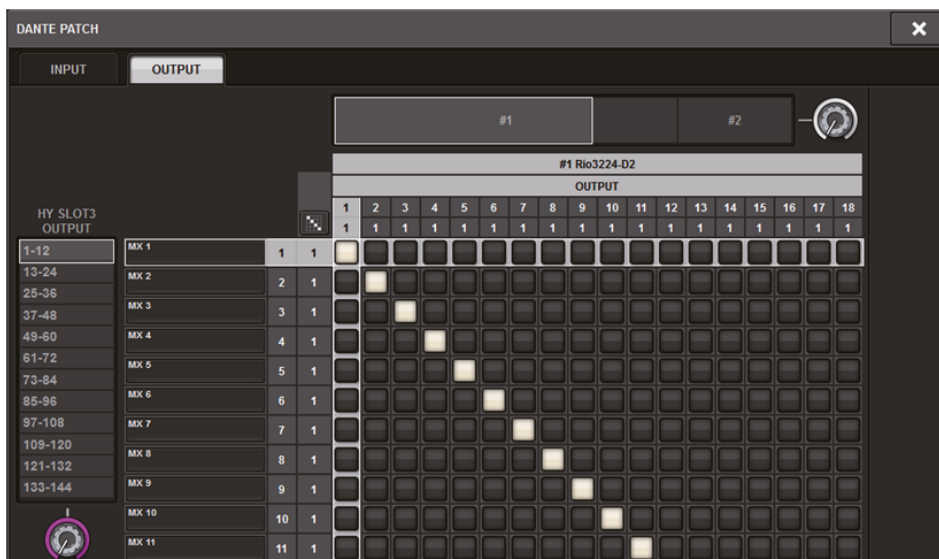 DANTE PATCH
INPUT OUTPUT
#1 #2
#1 Rio3224-D2
OUTPUT
1 2 3 4 5 6 7 8 9 10 11 12 13 14 15 16 17 18
1 1 1 1 1 1 1 1 1 1 1 1 1 1 1 1 1 1
HY SLOT3
OUTPUT
1-12
13-24
25-36
37-48
49-60
61-72
73-84
85-96
97-108
109-120
121-132
133-144
MX 1 1 1
MX 2 2 1
MX 3 3 1
MX 4 4 1
MX 5 5 1
MX 6 6 1
MX 7 7 1
MX 8 8 1
MX 9 9 1
MX 10 10 1
MX 11 11 1